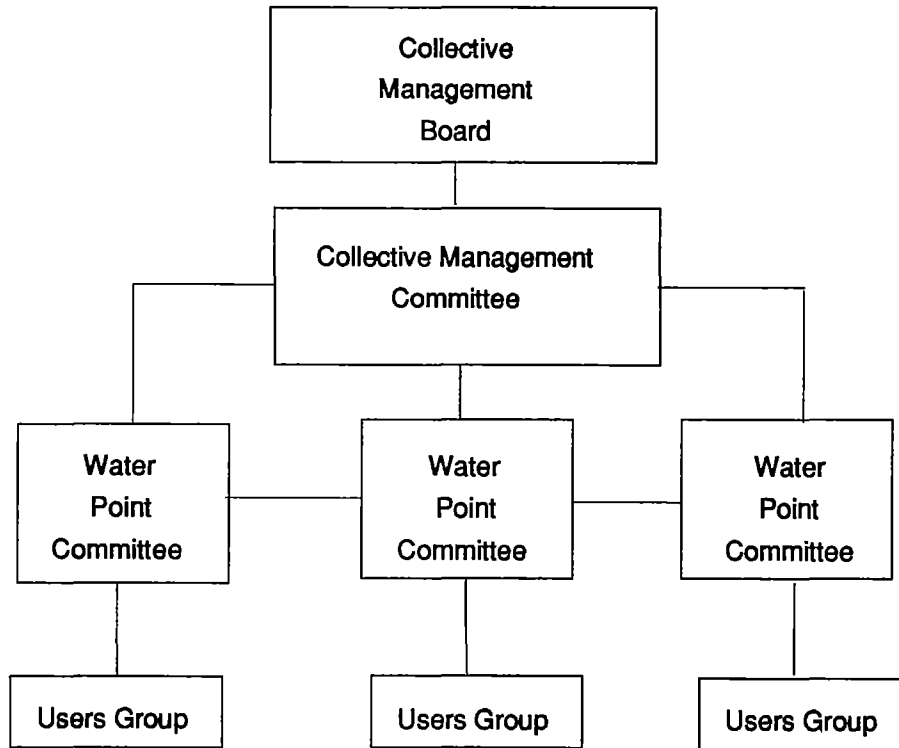 Collective
Management
Board
Collective Management
Committee
Water
Point
Committee
Water
Point
Committee
Water
Point
Committee
Users Group
Users Group
Users Group